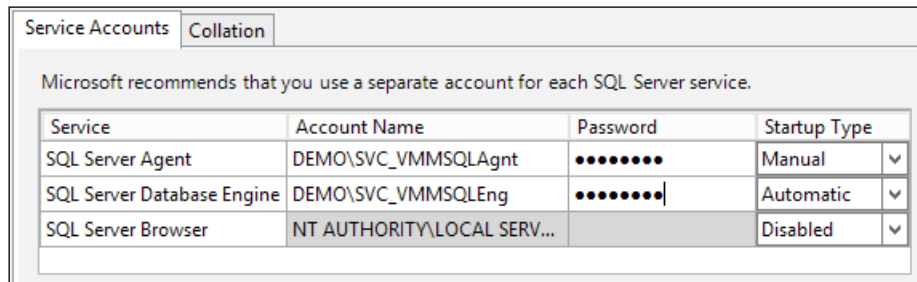 Service Accounts Collation
Microsoft recommends that you use a separate account for each SQL Server service.
Service Account Name Password Startup Type
SQL Server Agent DEMO\SVC_VMMSQLAgnt ●●●●●●●● Manual
SQL Server Database Engine DEMO\SVC_VMMSQLEng ●●●●●●●● Automatic
SQL Server Browser NT AUTHORITY\LOCAL SERV... Disabled